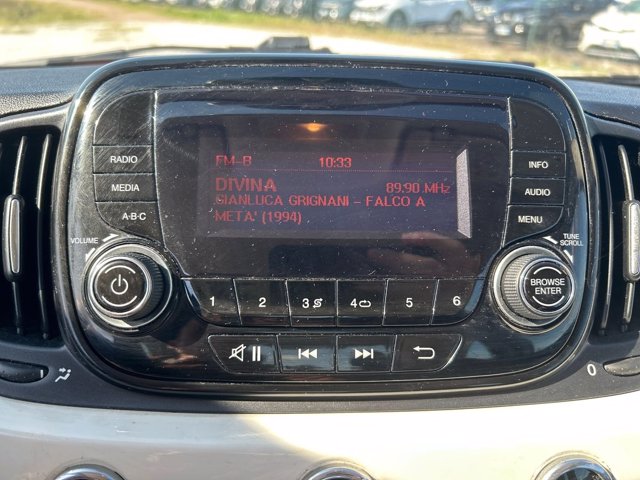 FM-B 10:33
DIVINA 89.90 MHz
GIANLUCA GRIGNANI - FALCO A
META' (1994)
RADIO
MEDIA
A-B-C
VOLUME
INFO
AUDIO
MENU
TUNE
SCROLL
BROWSE
ENTER
1 2 3 4 5 6
0